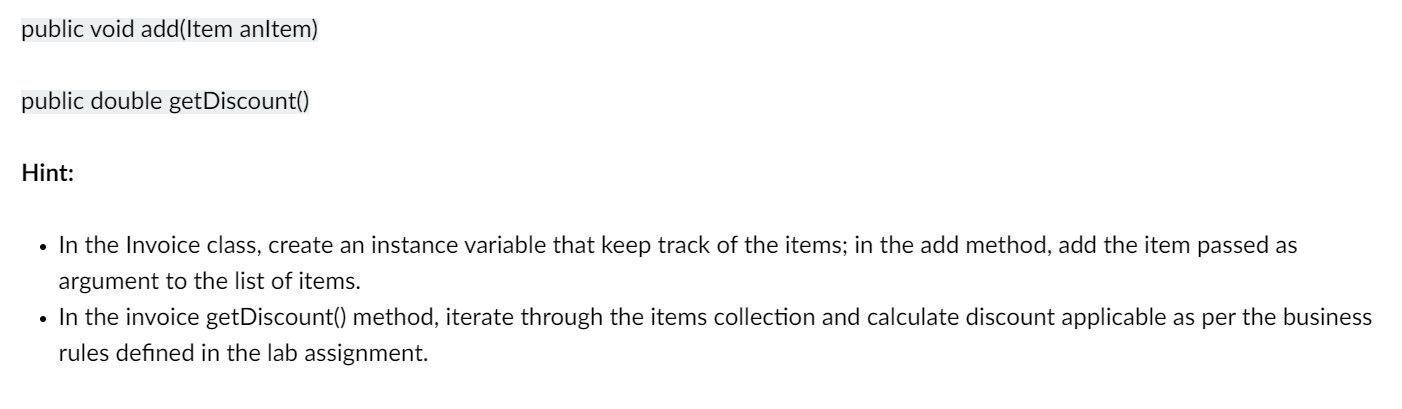 public void add(Item anItem)
public double getDiscount()
Hint:
• In the Invoice class, create an instance variable that keep track of the items; in the add method, add the item passed as
argument to the list of items.
• In the invoice getDiscount() method, iterate through the items collection and calculate discount applicable as per the business
rules defined in the lab assignment.